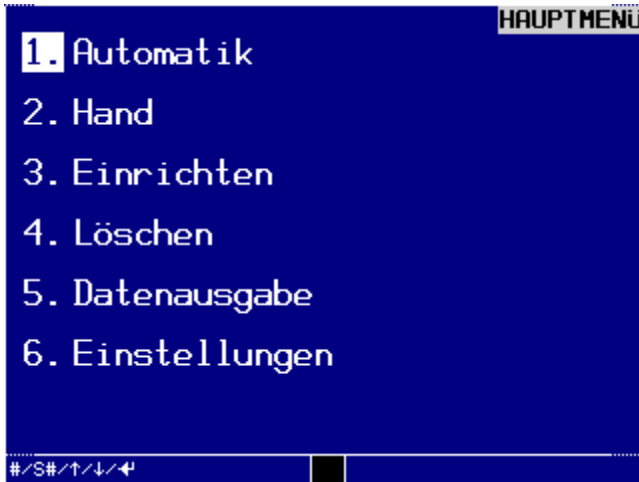 HAUPTMENÜ
1. Automatik
2. Hand
3. Einrichten
4. Löschen
5. Datenausgabe
6. Einstellungen
#/S#/↑/↓/↵